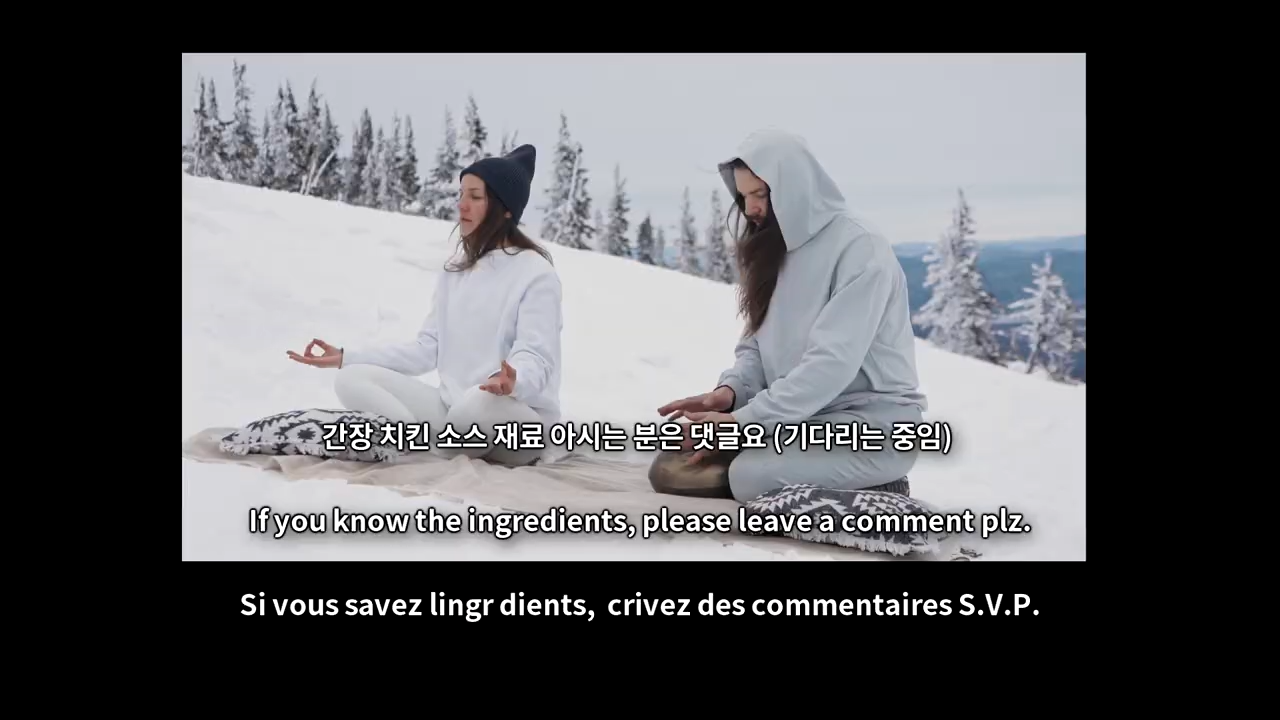 간장 치킨 소스 재료 아시는 분은 댓글요 (기다리는 중임)
If you know the ingredients, please leave a comment plz.
Si vous savez lingr dients,  crivez des commentaires S.V.P.